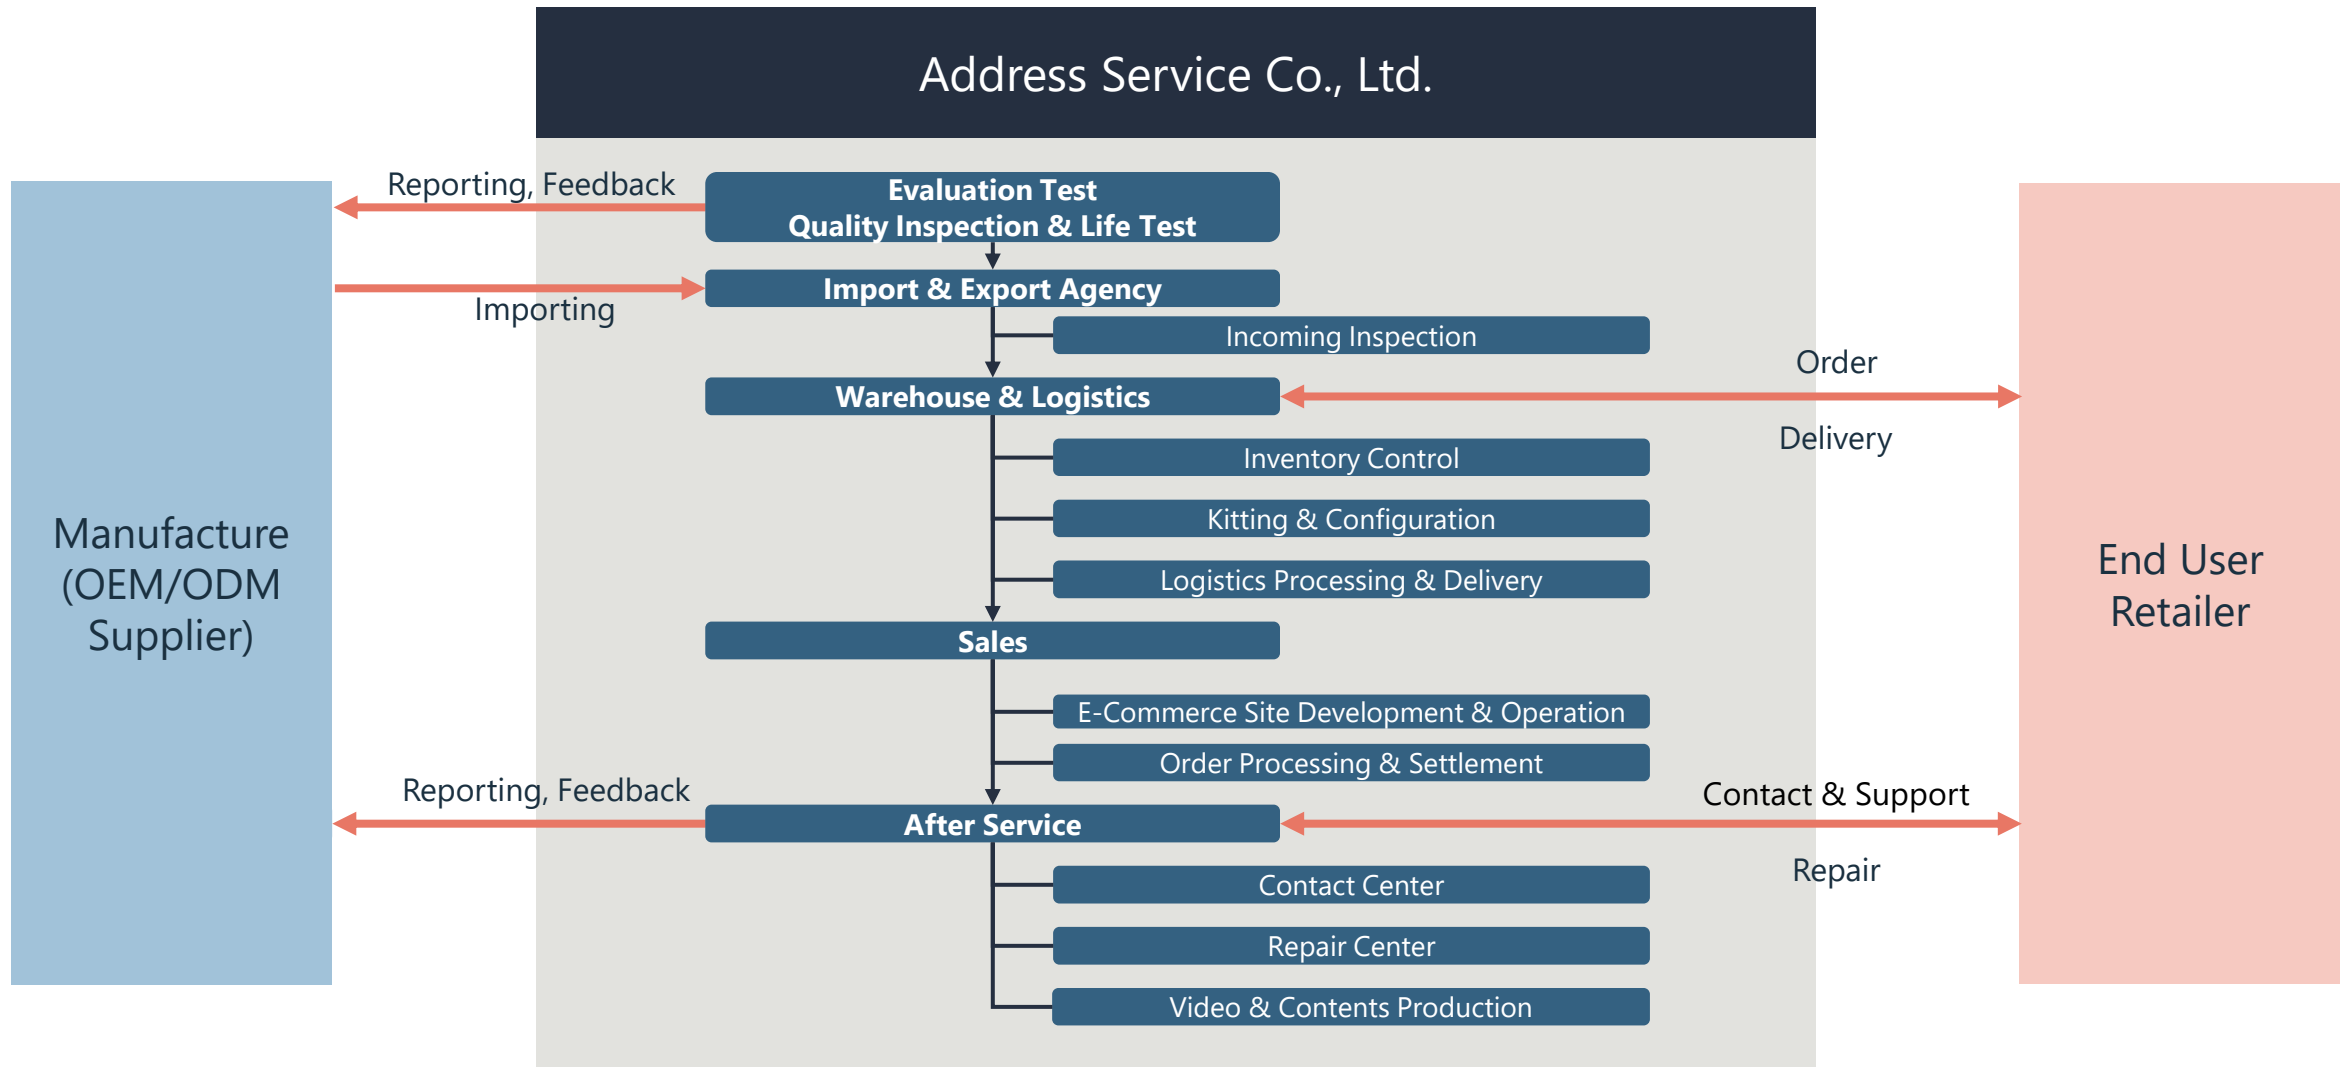 Address Service Co., Ltd.
Reporting, Feedback
Evaluation Test
Quality Inspection & Life Test
Import & Export Agency
Importing
Incoming Inspection
Order
Warehouse & Logistics
Delivery
Inventory Control
Kitting & Configuration
Logistics Processing & Delivery
Manufacture
(OEM/ODM
Supplier)
End User
Retailer
Sales
E-Commerce Site Development & Operation
Order Processing & Settlement
Reporting, Feedback
Contact & Support
After Service
Repair
Contact Center
Repair Center
Video & Contents Production